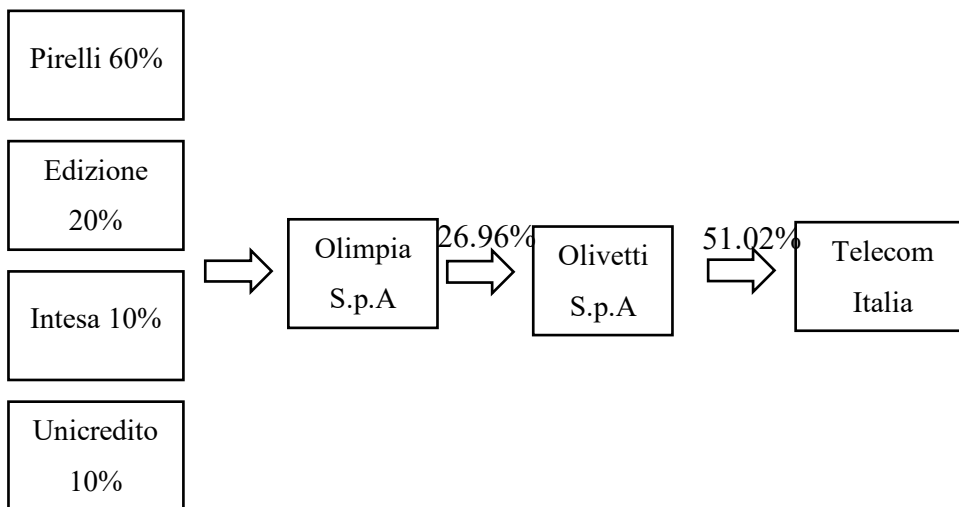 Pirelli 60%
Edizione
20%
Intesa 10%
Unicredito
10%
Olimpia
S.p.A
26.96%
Olivetti
S.p.A
51.02%
Telecom
Italia